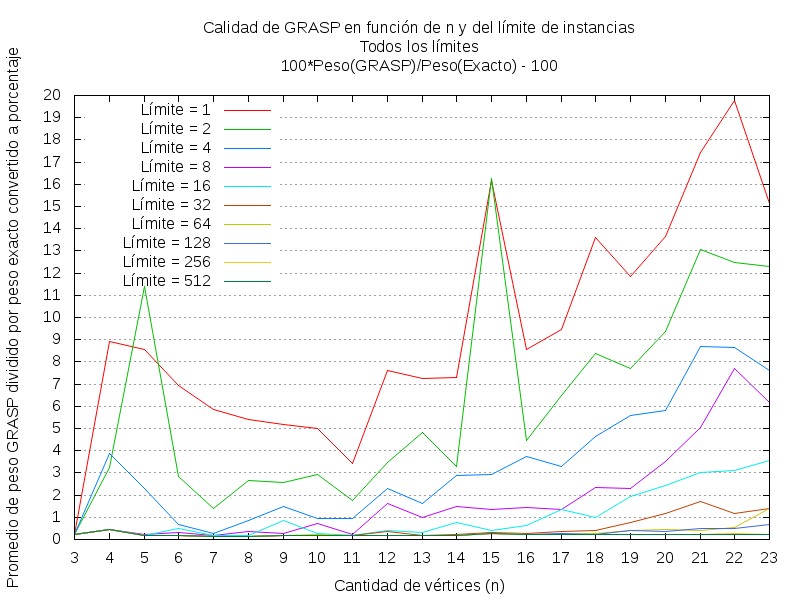 Calidad de GRASP en función de n y del límite de instancias
Todos los límites
100*Peso(GRASP)/Peso(Exacto) - 100
Promedio de peso GRASP dividido por peso exacto convertido a porcentaje
20
19
18
17
16
15
14
13
12
11
10
9
8
7
6
5
4
3
2
1
0
Límite = 1
Límite = 2
Límite = 4
Límite = 8
Límite = 16
Límite = 32
Límite = 64
Límite = 128
Límite = 256
Límite = 512
3 4 5 6 7 8 9 10 11 12 13 14 15 16 17 18 19 20 21 22 23
Cantidad de vértices (n)